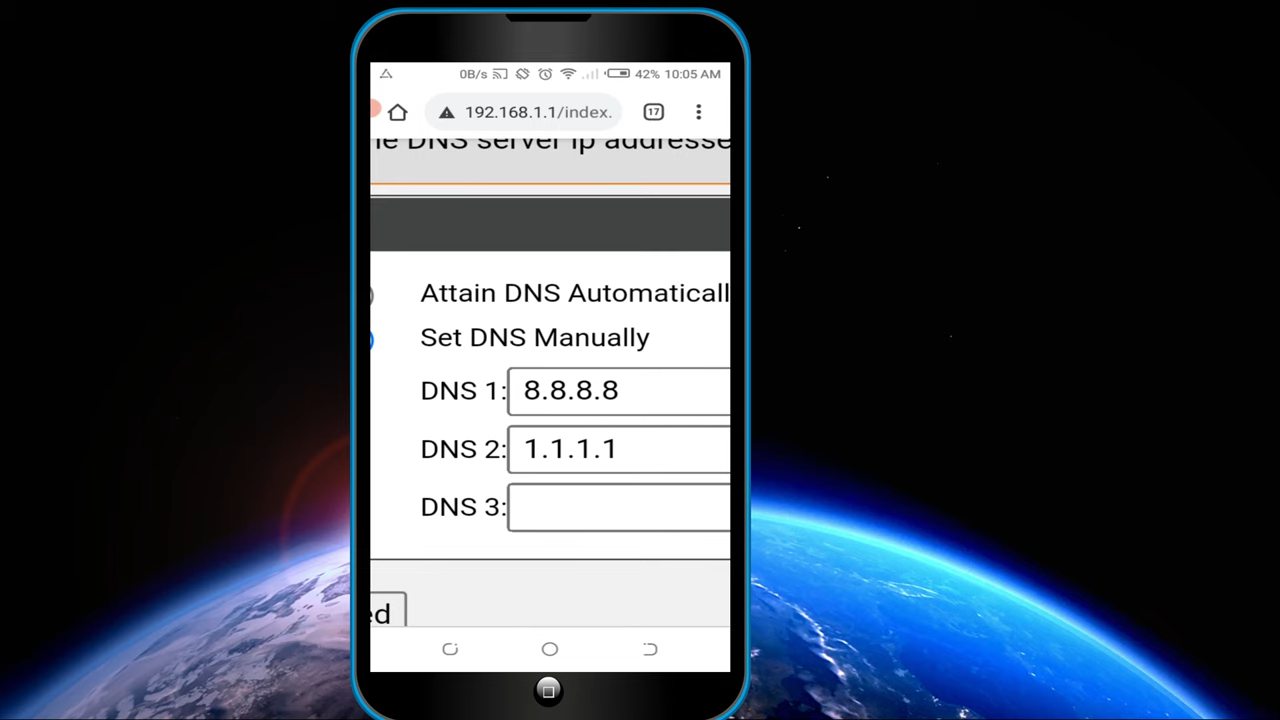 0B/s 42% 10:05 AM
192.168.1.1/index. 17
le DNS server ip addresse
Attain DNS Automaticall
Set DNS Manually
DNS 1: 8.8.8.8
DNS 2: 1.1.1.1
DNS 3:
ed